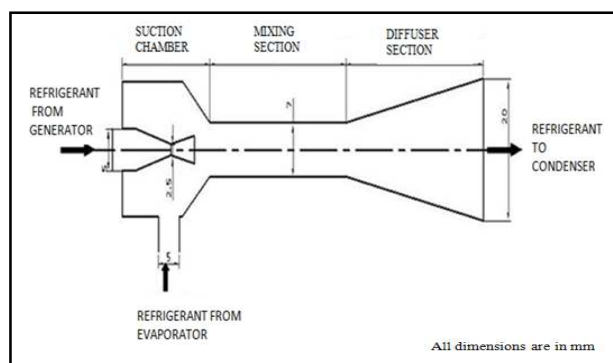 SUCTION
CHAMBER
MIXING
SECTION
DIFFUSER
SECTION
REFRIGERANT
FROM
GENERATOR
7
20
2.5
REFRIGERANT
TO
CONDENSER
5
REFRIGERANT FROM
EVAPORATOR
All dimensions are in mm